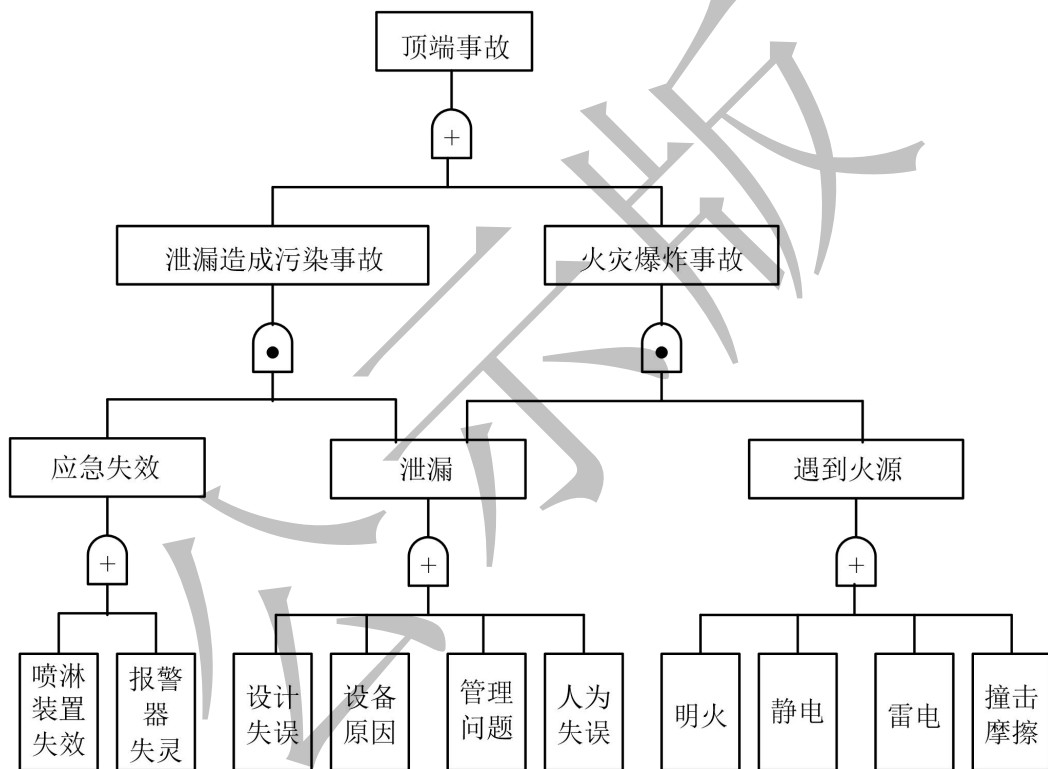 顶端事故
+
泄漏造成污染事故
火灾爆炸事故
应急失效
泄漏
遇到火源
+
+
+
喷淋
装置
失效
报警
器
失灵
设计
失误
设备
原因
管理
问题
人为
失误
明火
静电
雷电
撞击
摩擦
公示版